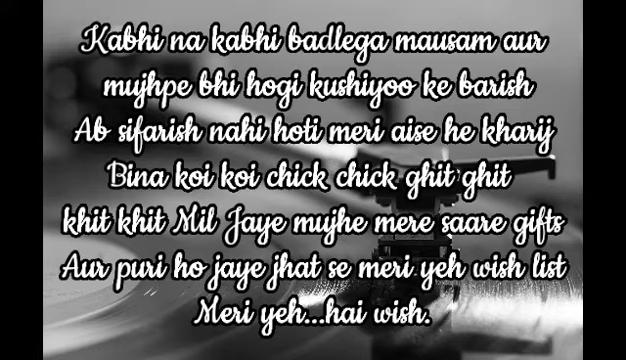 Kabhi na kabhi badlega mausam aur
mujhpe bhi hogi kushiyoo ke barish
Ab sifarish nahi hoti meri aise he kharij
Bina koi koi chick chick ghit ghit
khit khit Mil Jaye mujhe mere saare gifts
Aur puri ho jaye jhat se meri yeh wish list
Meri yeh...hai wish.